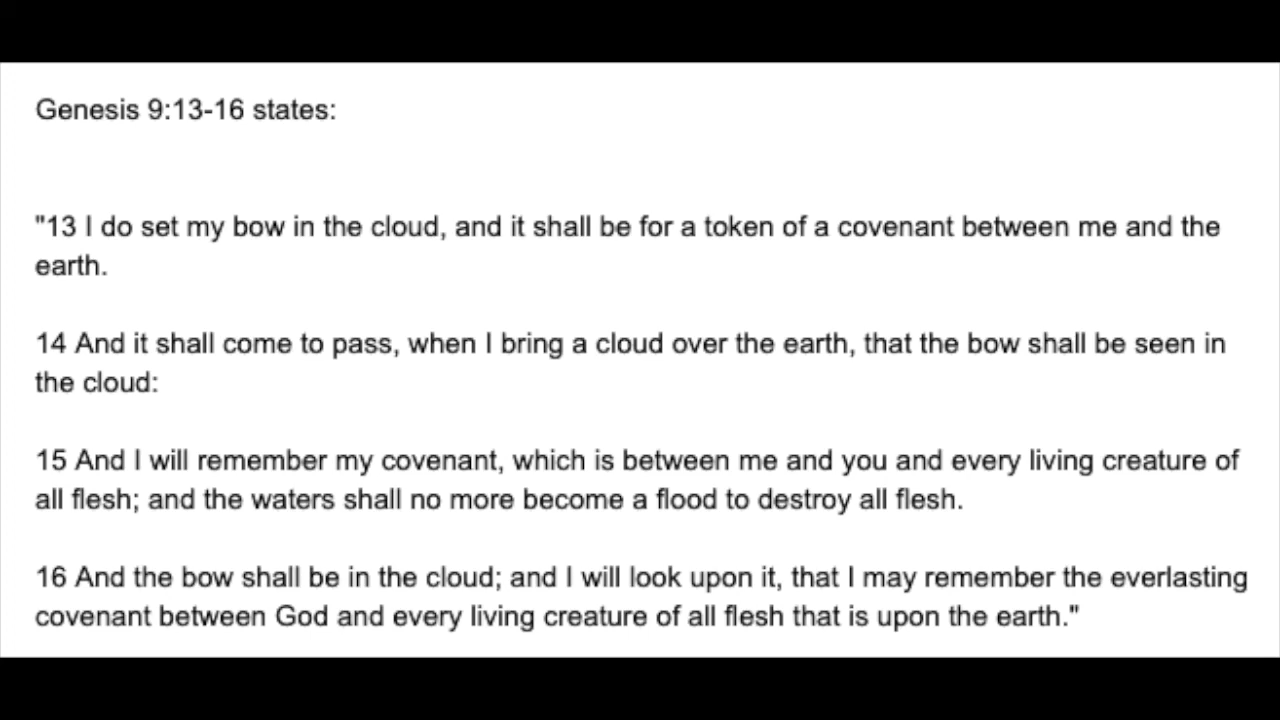 Genesis 9:13-16 states:
"13 I do set my bow in the cloud, and it shall be for a token of a covenant between me and the
earth.
14 And it shall come to pass, when I bring a cloud over the earth, that the bow shall be seen in
the cloud:
15 And I will remember my covenant, which is between me and you and every living creature of
all flesh; and the waters shall no more become a flood to destroy all flesh.
16 And the bow shall be in the cloud; and I will look upon it, that I may remember the everlasting
covenant between God and every living creature of all flesh that is upon the earth."